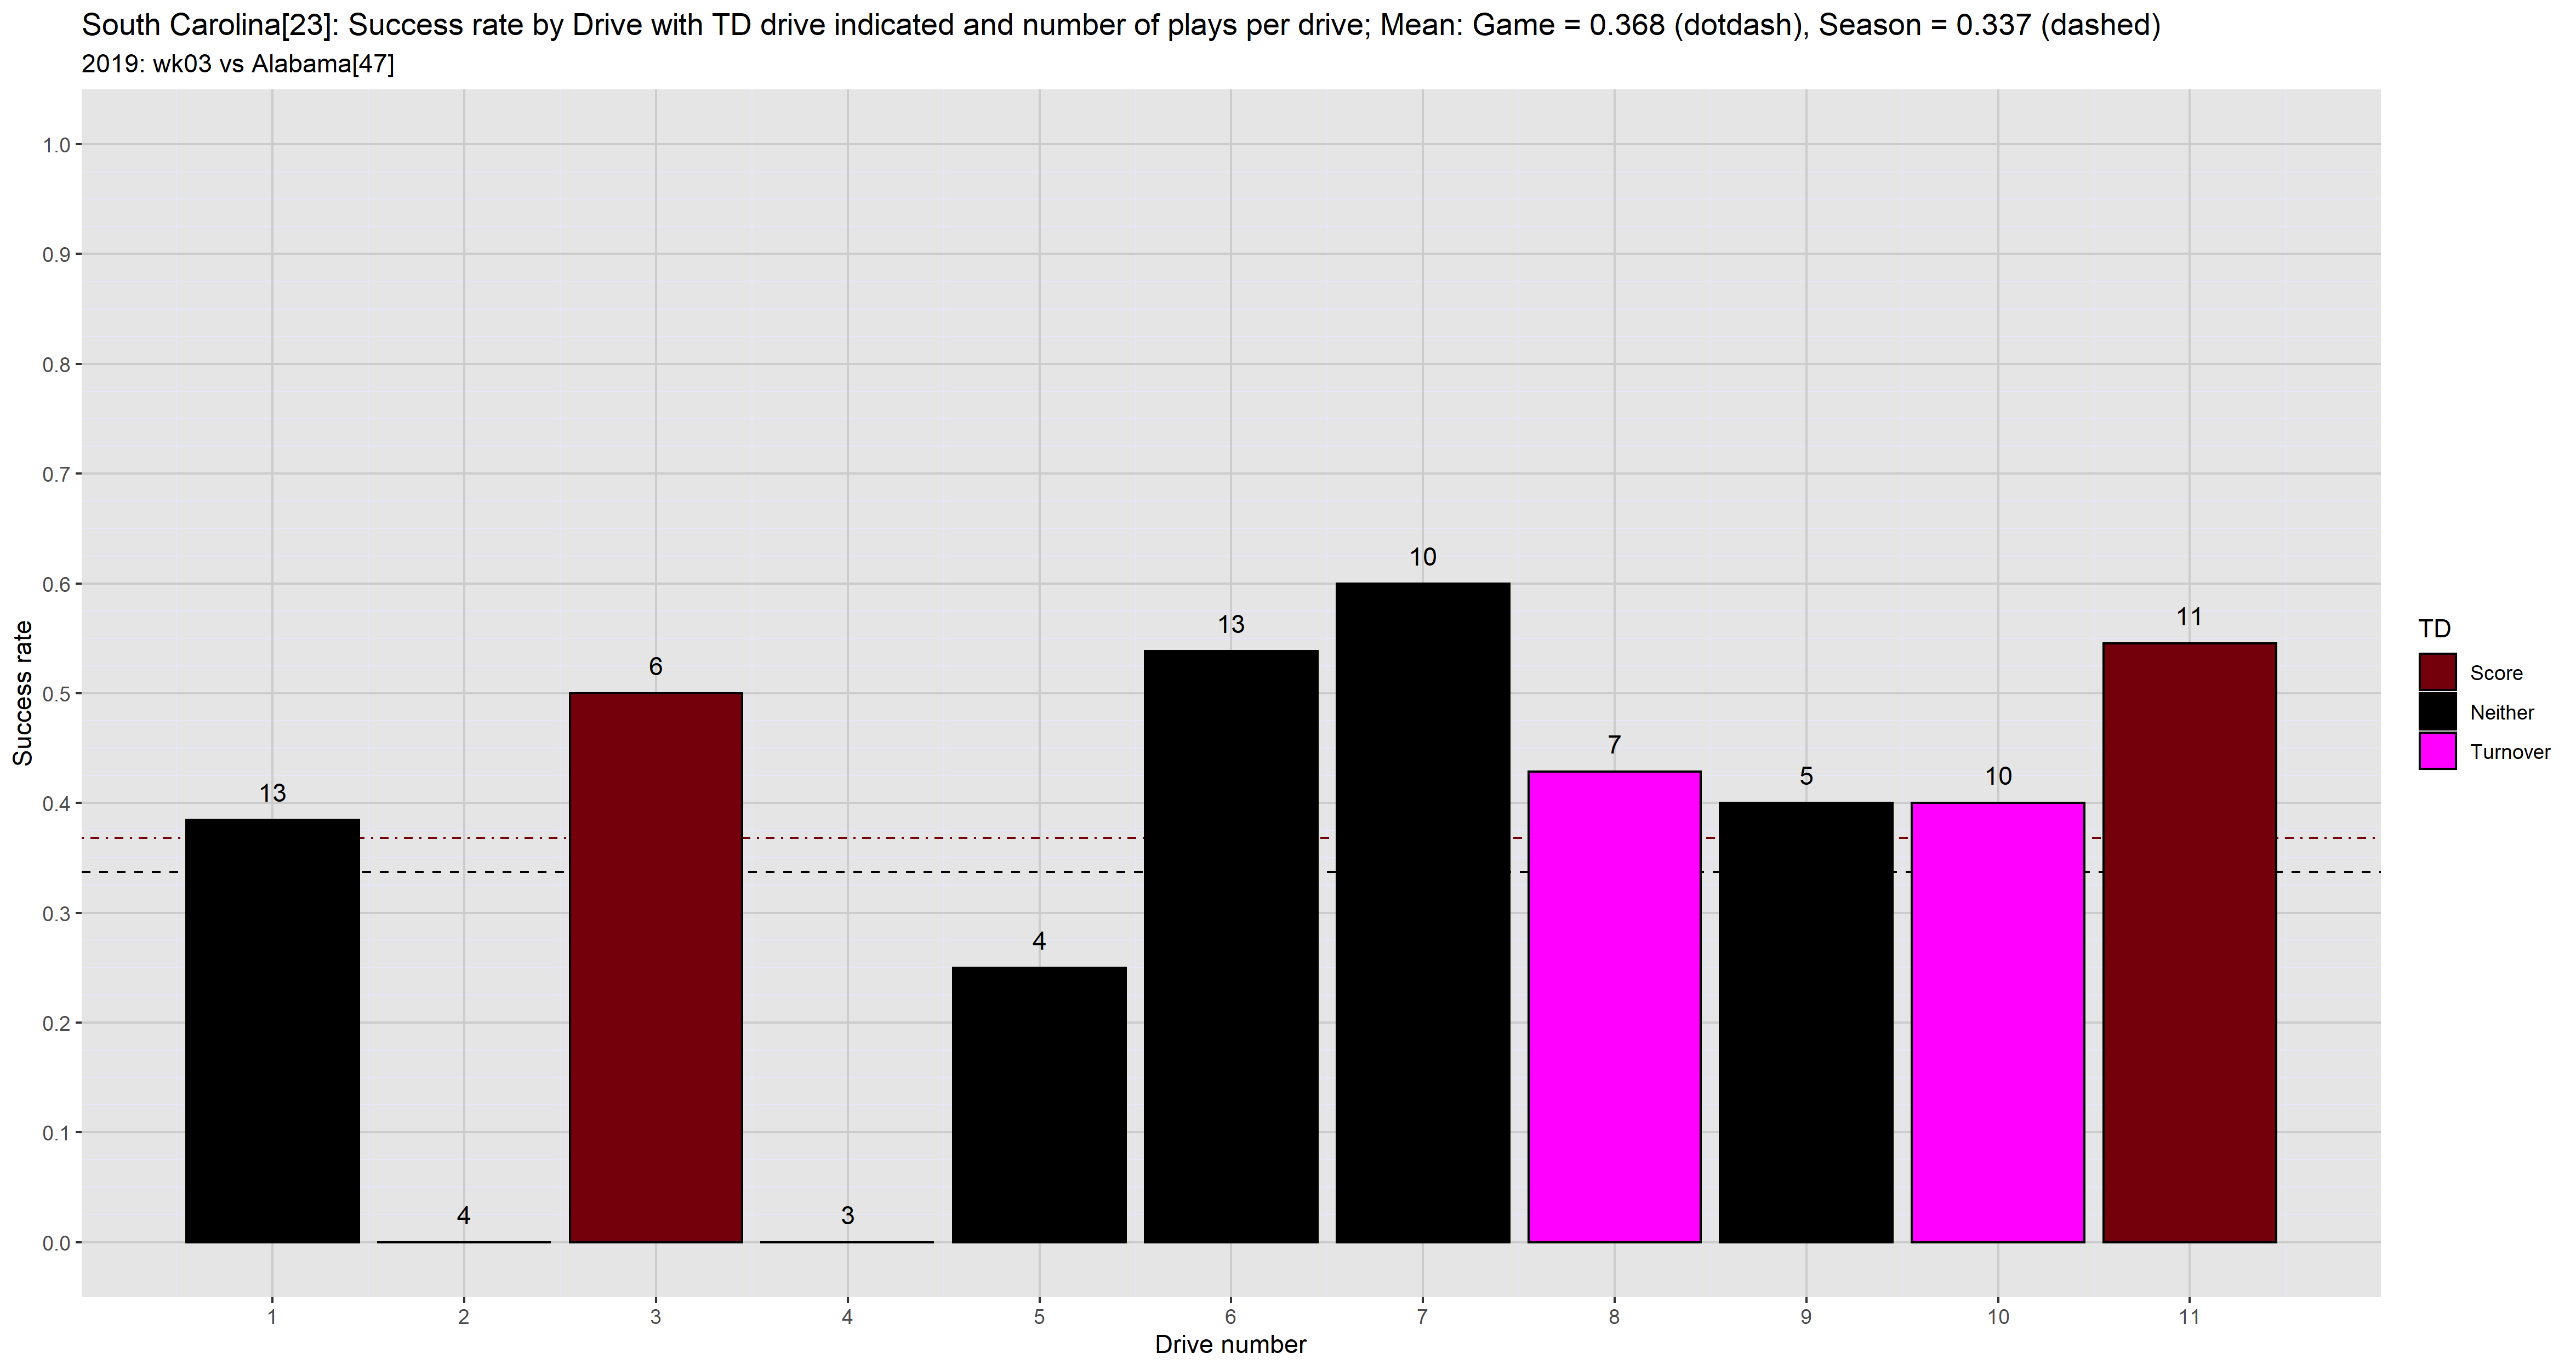 South Carolina[23]: Success rate by Drive with TD drive indicated and number of plays per drive; Mean: Game = 0.368 (dotdash), Season = 0.337 (dashed)
2019: wk03 vs Alabama[47]
Success rate
1.0
0.9
0.8
0.7
0.6
0.5
0.4
0.3
0.2
0.1
0.0
13
4
6
3
4
13
10
7
5
10
11
1 2 3 4 5 6 7 8 9 10 11
Drive number
TD
Score
Neither
Turnover